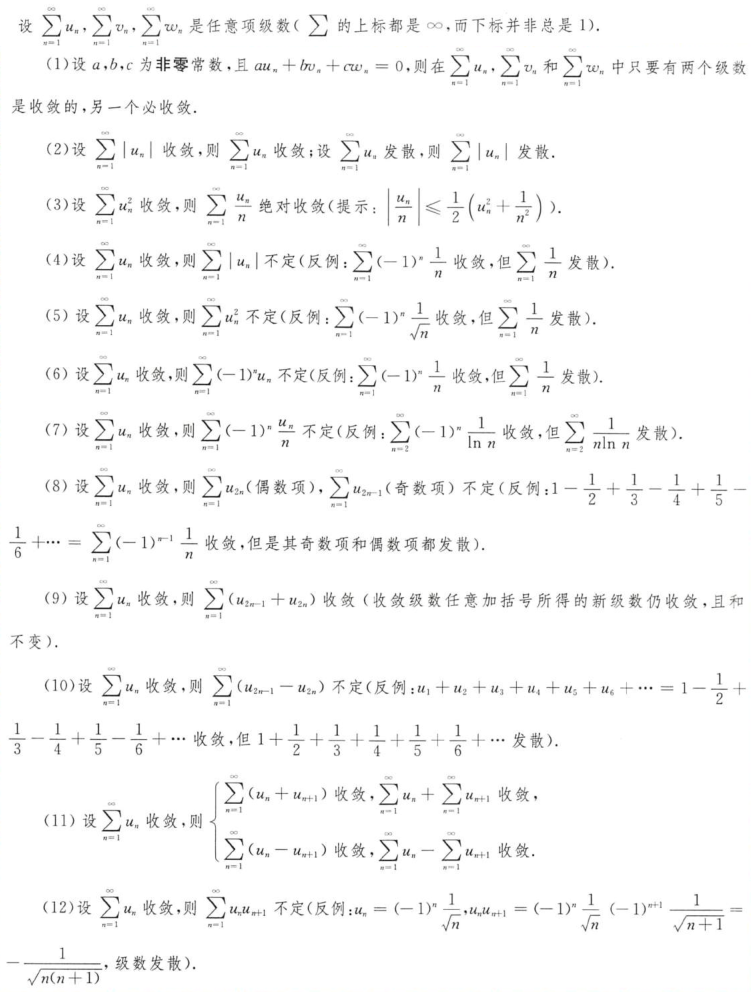 设 $\sum_{n=1}^{\infty} u_n, \sum_{n=1}^{\infty} v_n, \sum_{n=1}^{\infty} w_n$ 是任意项级数($\sum$ 的上标都是 ∞,而下标并非总是 1).
(1)设 $a,b,c$ 为非零常数,且 $au_n+bv_n+cw_n=0$,则在 $\sum_{n=1}^{\infty} u_n, \sum_{n=1}^{\infty} v_n$ 和 $\sum_{n=1}^{\infty} w_n$ 中只要有两个级数
是收敛的,另一个必收敛.
(2)设 $\sum_{n=1}^{\infty} |u_n|$ 收敛,则 $\sum_{n=1}^{\infty} u_n$ 收敛;设 $\sum_{n=1}^{\infty} u_n$ 发散,则 $\sum_{n=1}^{\infty} |u_n|$ 发散.
(3)设 $\sum_{n=1}^{\infty} u_n^2$ 收敛,则 $\sum_{n=1}^{\infty} \frac{u_n}{n}$ 绝对收敛(提示: $\left|\frac{u_n}{n}\right| \leqslant \frac{1}{2}\left(u_n^2+\frac{1}{n^2}\right)$).
(4)设 $\sum_{n=1}^{\infty} u_n$ 收敛,则 $\sum_{n=1}^{\infty} |u_n|$ 不定(反例:$\sum_{n=1}^{\infty} (-1)^n \frac{1}{n}$ 收敛,但 $\sum_{n=1}^{\infty} \frac{1}{n}$ 发散).
(5) 设 $\sum_{n=1}^{\infty} u_n$ 收敛,则 $\sum_{n=1}^{\infty} u_n^2$ 不定(反例:$\sum_{n=1}^{\infty} (-1)^n \frac{1}{\sqrt{n}}$ 收敛,但 $\sum_{n=1}^{\infty} \frac{1}{n}$ 发散).
(6) 设 $\sum_{n=1}^{\infty} u_n$ 收敛,则 $\sum_{n=1}^{\infty} (-1)^n u_n$ 不定(反例:$\sum_{n=1}^{\infty} (-1)^n \frac{1}{n}$ 收敛,但 $\sum_{n=1}^{\infty} \frac{1}{n}$ 发散).
(7) 设 $\sum_{n=1}^{\infty} u_n$ 收敛,则 $\sum_{n=1}^{\infty} (-1)^n \frac{u_n}{n}$ 不定(反例:$\sum_{n=2}^{\infty} (-1)^n \frac{1}{\ln n}$ 收敛,但 $\sum_{n=2}^{\infty} \frac{1}{n\ln n}$ 发散).
(8) 设 $\sum_{n=1}^{\infty} u_n$ 收敛,则 $\sum_{n=1}^{\infty} u_{2n}$(偶数项),$\sum_{n=1}^{\infty} u_{2n-1}$(奇数项) 不定(反例:$1-\frac{1}{2}+\frac{1}{3}-\frac{1}{4}+\frac{1}{5}-$
$\frac{1}{6}+\cdots=\sum_{n=1}^{\infty} (-1)^{n-1} \frac{1}{n}$ 收敛,但是其奇数项和偶数项都发散).
(9) 设 $\sum_{n=1}^{\infty} u_n$ 收敛,则 $\sum_{n=1}^{\infty} (u_{2n-1}+u_{2n})$ 收敛 (收敛级数任意加括号所得的新级数仍收敛,且和
不变).
(10)设 $\sum_{n=1}^{\infty} u_n$ 收敛,则 $\sum_{n=1}^{\infty} (u_{2n-1}-u_{2n})$ 不定(反例:$u_1+u_2+u_3+u_4+u_5+u_6+\cdots=1-\frac{1}{2}+$
$\frac{1}{3}-\frac{1}{4}+\frac{1}{5}-\frac{1}{6}+\cdots$ 收敛,但 $1+\frac{1}{2}+\frac{1}{3}+\frac{1}{4}+\frac{1}{5}+\frac{1}{6}+\cdots$ 发散).
(11) 设 $\sum_{n=1}^{\infty} u_n$ 收敛,则 $\begin{cases} \sum_{n=1}^{\infty} (u_n+u_{n+1}) 收敛, \sum_{n=1}^{\infty} u_n+\sum_{n=1}^{\infty} u_{n+1} 收敛, \\ \sum_{n=1}^{\infty} (u_n-u_{n+1}) 收敛, \sum_{n=1}^{\infty} u_n-\sum_{n=1}^{\infty} u_{n+1} 收敛. \end{cases}$
(12)设 $\sum_{n=1}^{\infty} u_n$ 收敛,则 $\sum_{n=1}^{\infty} u_n u_{n+1}$ 不定(反例:$u_n=(-1)^n \frac{1}{\sqrt{n}}, u_n u_{n+1}=(-1)^n \frac{1}{\sqrt{n}} (-1)^{n+1} \frac{1}{\sqrt{n+1}}=$
$-\frac{1}{\sqrt{n(n+1)}}$,级数发散).